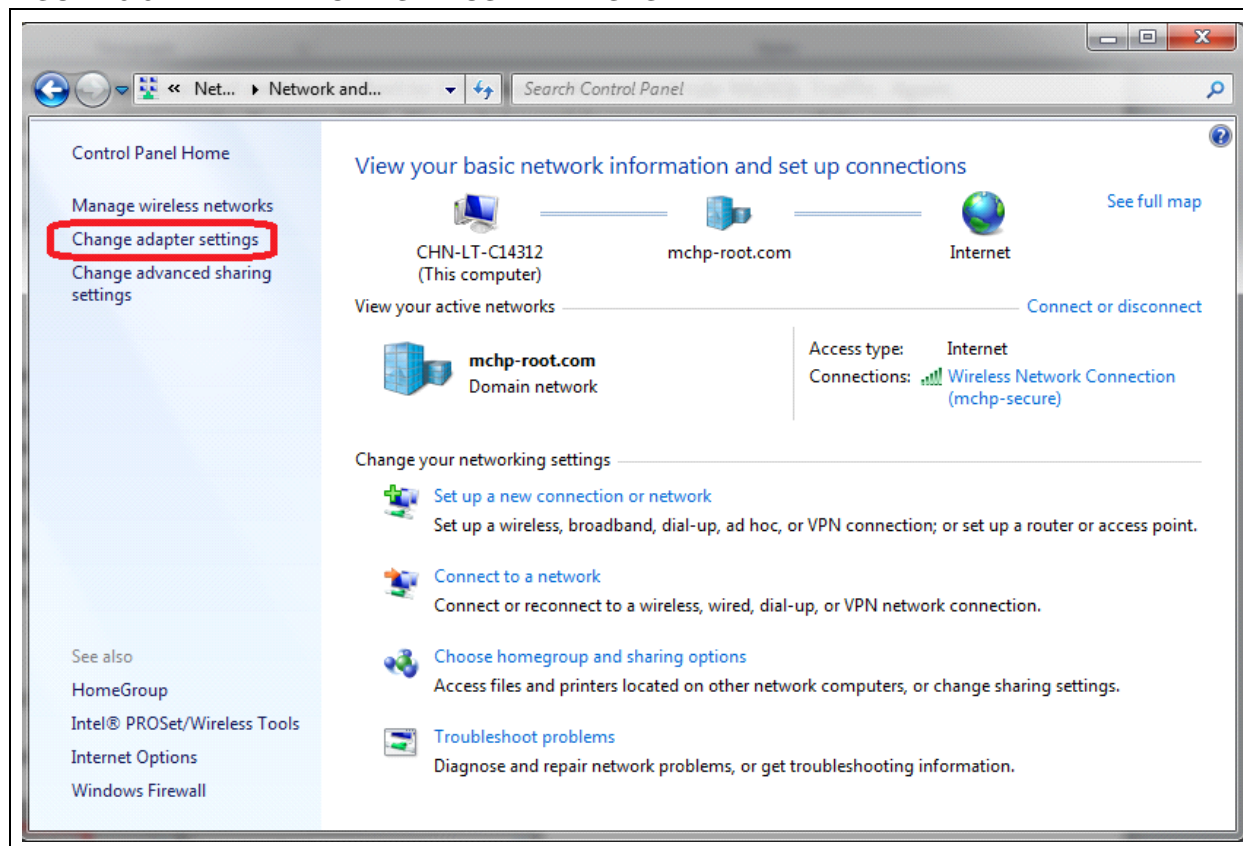 « Net... ▸ Network and...
Search Control Panel
Control Panel Home
Manage wireless networks
Change adapter settings
Change advanced sharing
settings
See also
HomeGroup
Intel® PROSet/Wireless Tools
Internet Options
Windows Firewall
View your basic network information and set up connections
See full map
CHN-LT-C14312
(This computer)
mchp-root.com
Internet
View your active networks
Connect or disconnect
mchp-root.com
Domain network
Access type: Internet
Connections: Wireless Network Connection
(mchp-secure)
Change your networking settings
Set up a new connection or network
Set up a wireless, broadband, dial-up, ad hoc, or VPN connection; or set up a router or access point.
Connect to a network
Connect or reconnect to a wireless, wired, dial-up, or VPN network connection.
Choose homegroup and sharing options
Access files and printers located on other network computers, or change sharing settings.
Troubleshoot problems
Diagnose and repair network problems, or get troubleshooting information.